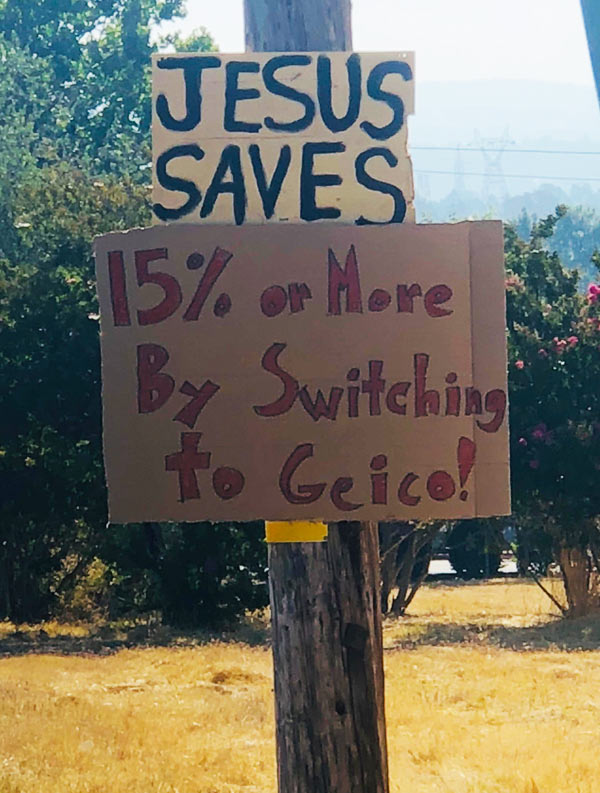 JESUS
SAVES
15% or More
By Switching
to Geico!